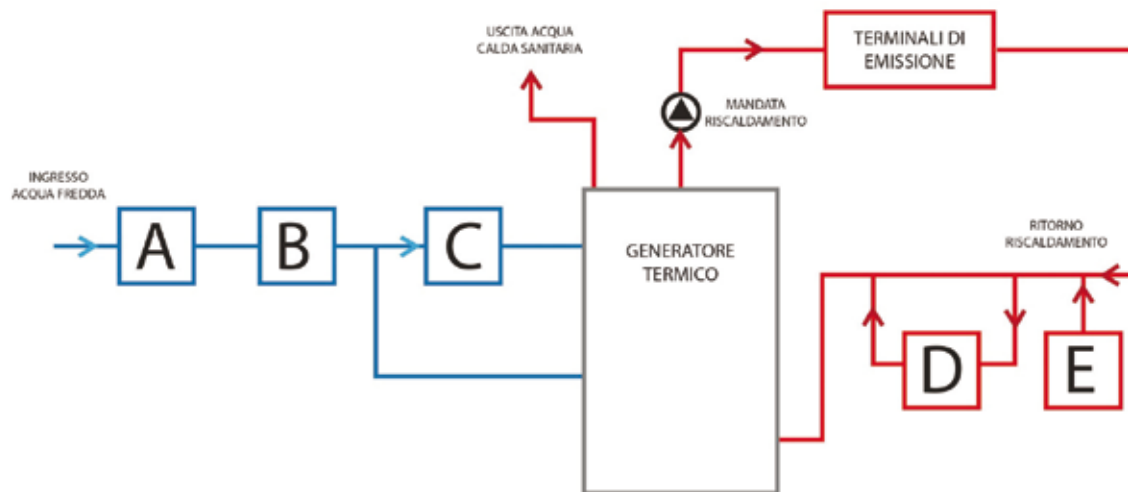 USCITA ACQUA
CALDA SANITARIA
TERMINALI DI
EMISSIONE
MANDATA
RISCALDAMENTO
INGRESSO
ACQUA FREDDA
A
B
C
GENERATORE
TERMICO
RITORNO
RISCALDAMENTO
D
E